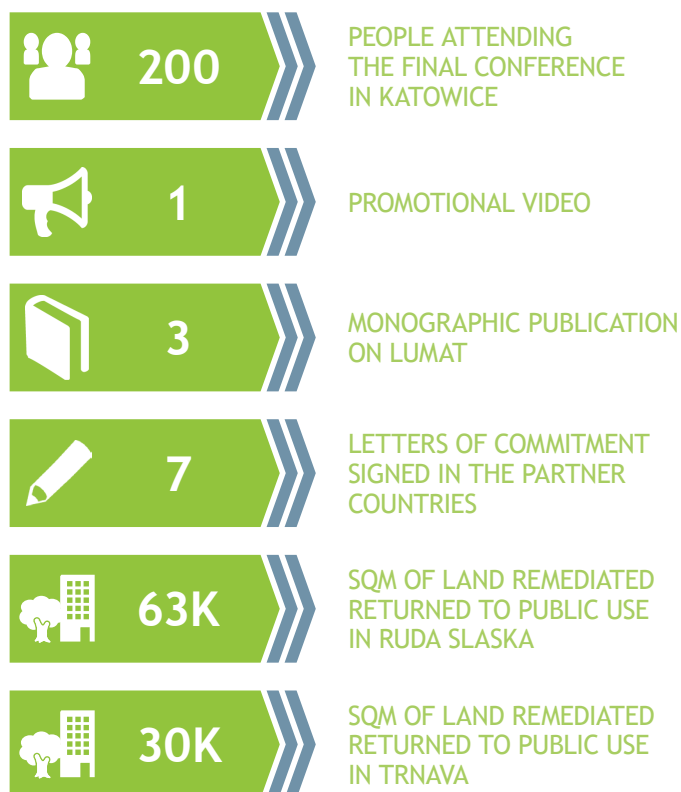 200
PEOPLE ATTENDING
THE FINAL CONFERENCE
IN KATOWICE
1
PROMOTIONAL VIDEO
3
MONOGRAPHIC PUBLICATION
ON LUMAT
7
LETTERS OF COMMITMENT
SIGNED IN THE PARTNER
COUNTRIES
63K
SQM OF LAND REMEDIATED
RETURNED TO PUBLIC USE
IN RUDA SLASKA
30K
SQM OF LAND REMEDIATED
RETURNED TO PUBLIC USE
IN TRNAVA